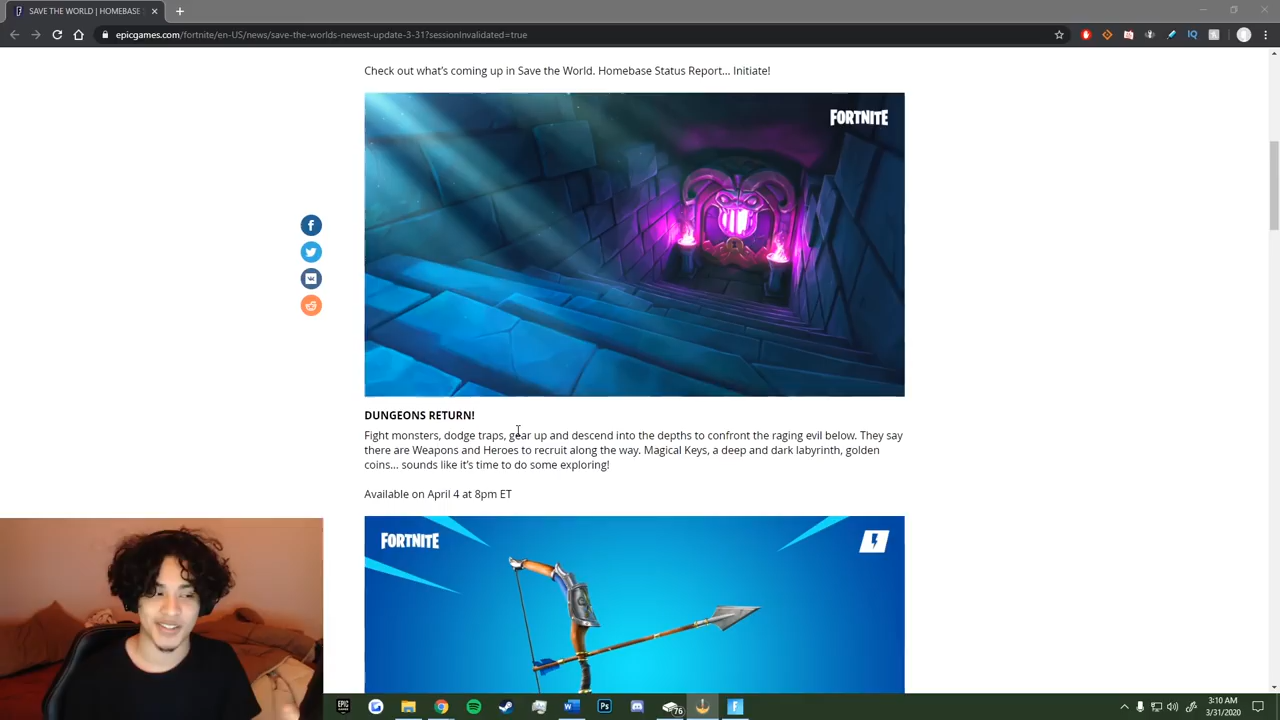 SAVE THE WORLD | HOMEBASE
epicgames.com/fortnite/en-US/news/save-the-worlds-newest-update-3-31?sessionInvalidated=true
Check out what's coming up in Save the World. Homebase Status Report... Initiate!
FORTNITE
DUNGEONS RETURN!
Fight monsters, dodge traps, gear up and descend into the depths to confront the raging evil below. They say
there are Weapons and Heroes to recruit along the way. Magical Keys, a deep and dark labyrinth, golden
coins... sounds like it's time to do some exploring!
Available on April 4 at 8pm ET
FORTNITE
EPIC
76
3:10 AM
3/31/2020